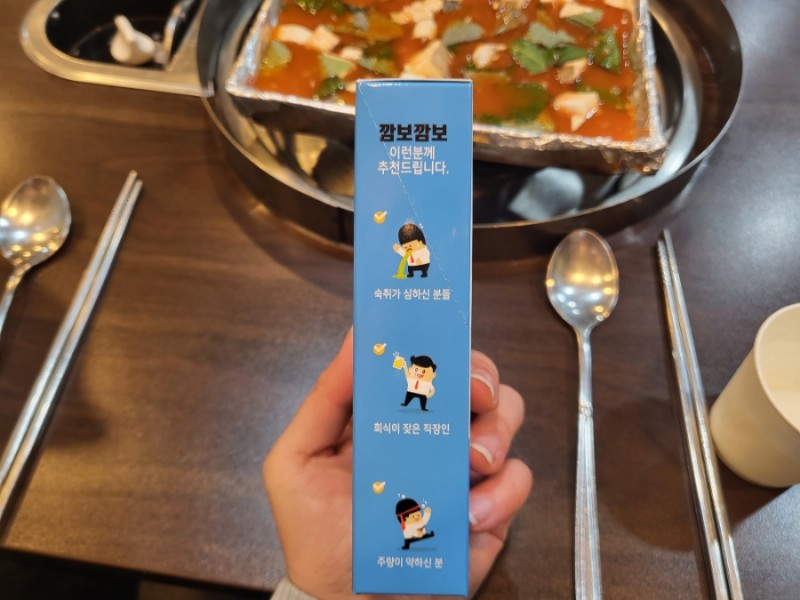 깜보깜보
이런분께
추천드립니다.
숙취가 심하신 분들
회식이 잦은 직장인
주량이 약하신 분